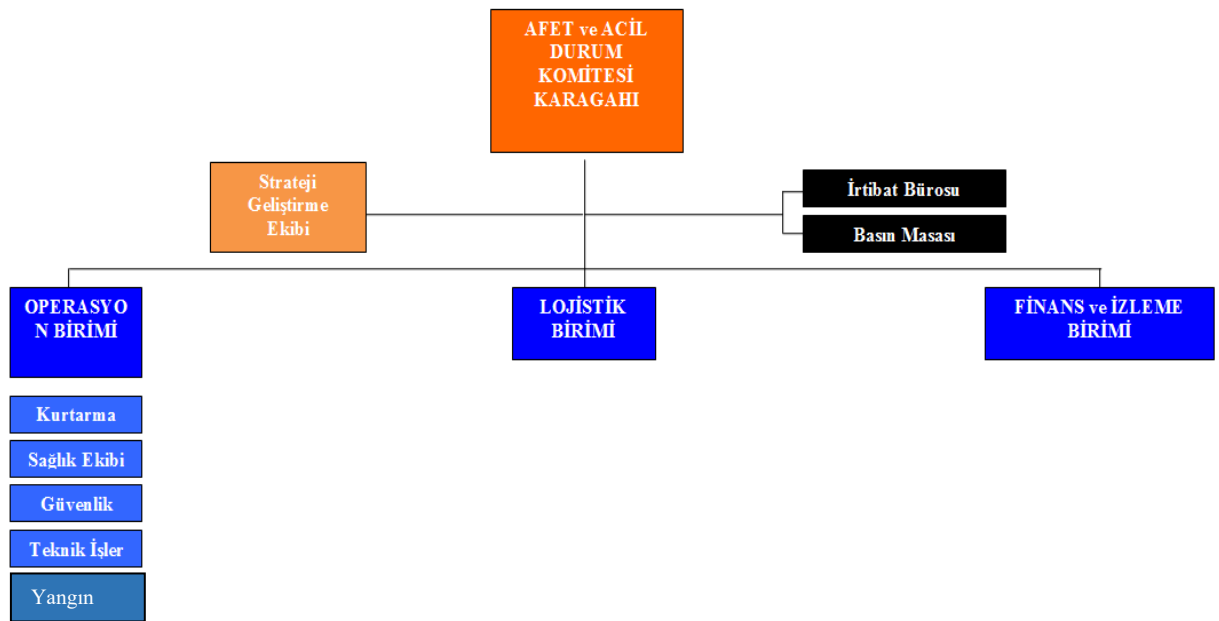 AFET ve ACİL
DURUM
KOMİTESİ
KARAGAHI
Strateji
Geliştirme
Ekibi
İrtibat Bürosu
Basın Masası
OPERASYO
N BİRİMİ
LOJİSTİK
BİRİMİ
FİNANS ve İZLEME
BİRİMİ
Kurtarma
Sağlık Ekibi
Güvenlik
Teknik İşler
Yangın